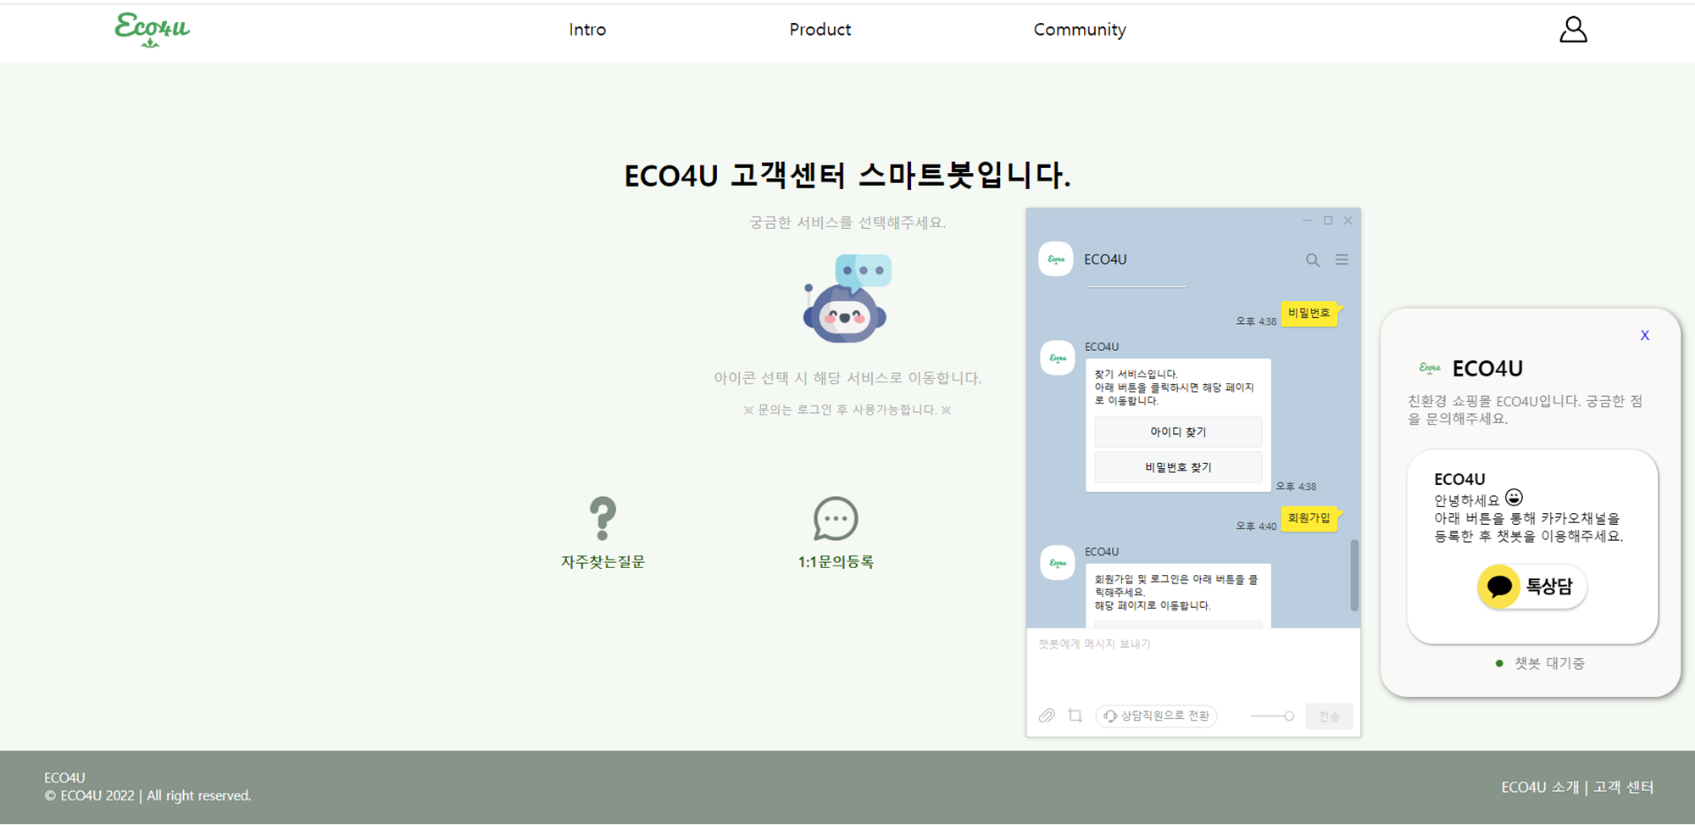 Eco4u
Intro
Product
Community
ECO4U 고객센터 스마트봇입니다.
궁금한 서비스를 선택해주세요.
아이콘 선택 시 해당 서비스로 이동합니다.
※ 문의는 로그인 후 사용가능합니다. ※
자주찾는질문
1:1문의등록
Eco4u
ECO4U
비밀번호
오후 4:38
Eco4u
ECO4U
찾기 서비스입니다.
아래 버튼을 클릭하시면 해당 페이지
로 이동합니다.
아이디 찾기
비밀번호 찾기
오후 4:38
회원가입
오후 4:40
Eco4u
ECO4U
회원가입 및 로그인은 아래 버튼을 클
릭해주세요.
해당 페이지로 이동합니다.
챗봇에게 메시지 보내기
상담직원으로 전환
전송
X
Eco4u
ECO4U
친환경 쇼핑몰 ECO4U입니다. 궁금한 점
을 문의해주세요.
ECO4U
안녕하세요 😀
아래 버튼을 통해 카카오채널을
등록한 후 챗봇을 이용해주세요.
톡상담
챗봇 대기중
ECO4U
© ECO4U 2022 | All right reserved.
ECO4U 소개 | 고객 센터